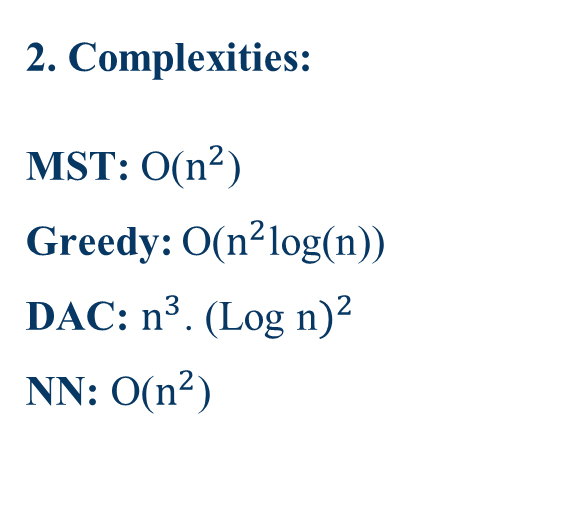 2. Complexities:
MST: O(n²)
Greedy: O(n²log(n))
DAC: n³. (Log n)²
NN: O(n²)